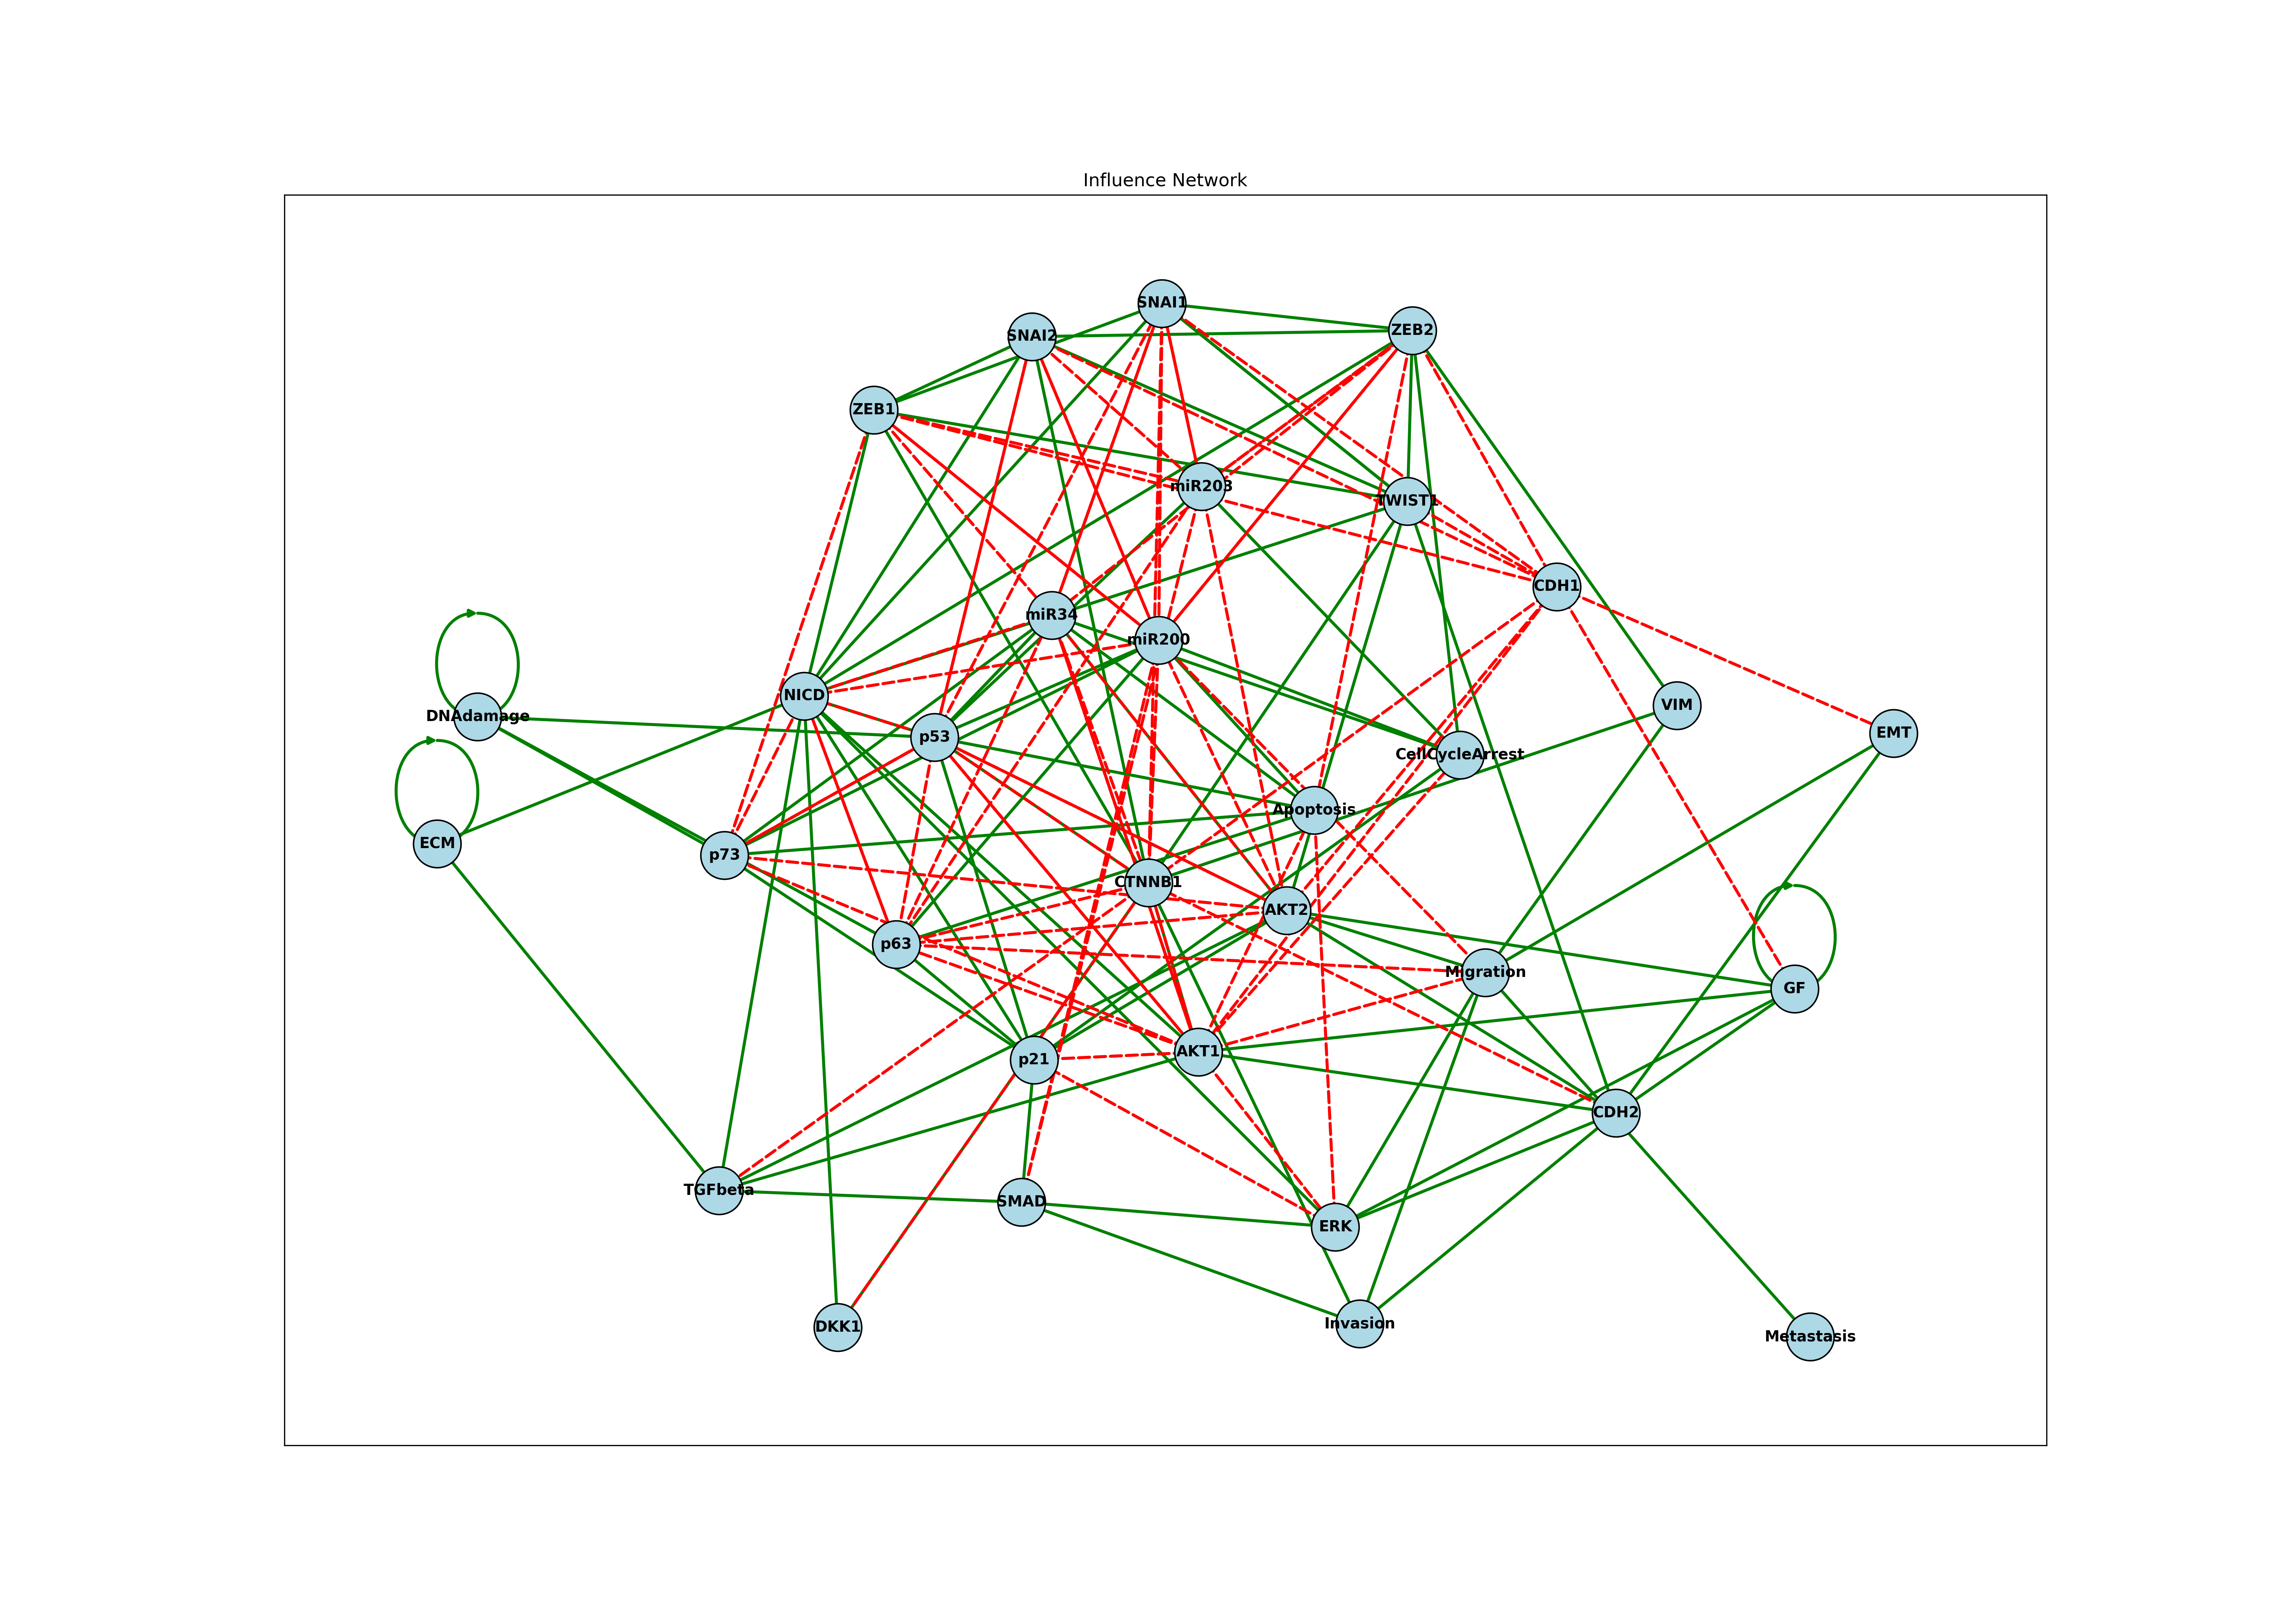 Influence Network
SNAI1
SNAI2
ZEB2
ZEB1
miR203
TWIST1
CDH1
miR34
miR200
NICD
VIM
DNAdamage
EMT
p53
CellCycleArrest
Apoptosis
ECM
p73
CTNNB1
AKT2
p63
Migration
GF
AKT1
p21
CDH2
TGFbeta
SMAD
ERK
Invasion
DKK1
Metastasis